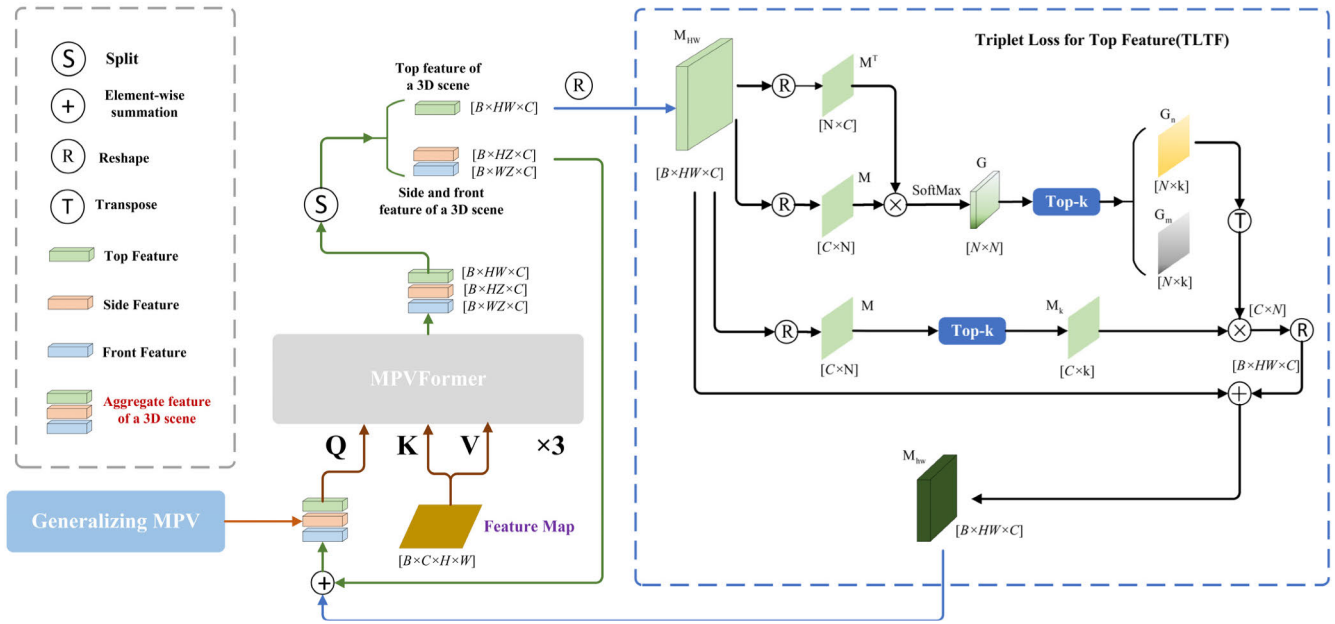 S
Split
+
Element-wise
summation
R
Reshape
T
Transpose
Top Feature
Side Feature
Front Feature
Aggregate feature
of a 3D scene
Generalizing MPV
Top feature of
a 3D scene
[B×HW×C]
[B×HZ×C]
[B×WZ×C]
Side and front
feature of a 3D scene
S
[B×HW×C]
[B×HZ×C]
[B×WZ×C]
MPVFormer
Q
K
V
×3
Feature Map
[B×C×H×W]
+
R
Triplet Loss for Top Feature(TLTF)
M_HW
[B×HW×C]
R
M^T
[N×C]
R
M
[C×N]
×
SoftMax
G
[N×N]
Top-k
G_n
[N×k]
G_m
[N×k]
T
R
M
[C×N]
Top-k
M_k
[C×k]
×
[C×N]
R
[B×HW×C]
+
M_hw
[B×HW×C]